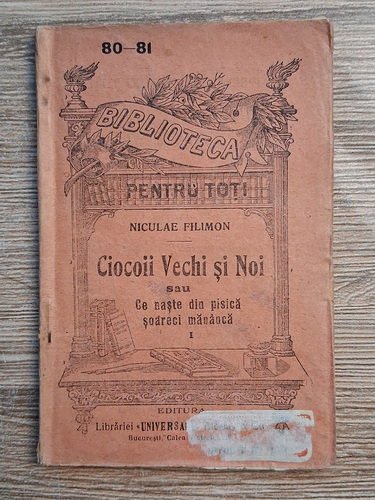 80—81
BIBLIOTECA
PENTRU TOȚI
NICULAE FILIMON
Ciocoii Vechi și Noi
sau
Ce naște din pisică
șoareci mănâncă
I
EDITURA
Librăriei «UNIVERSA
București, Calea